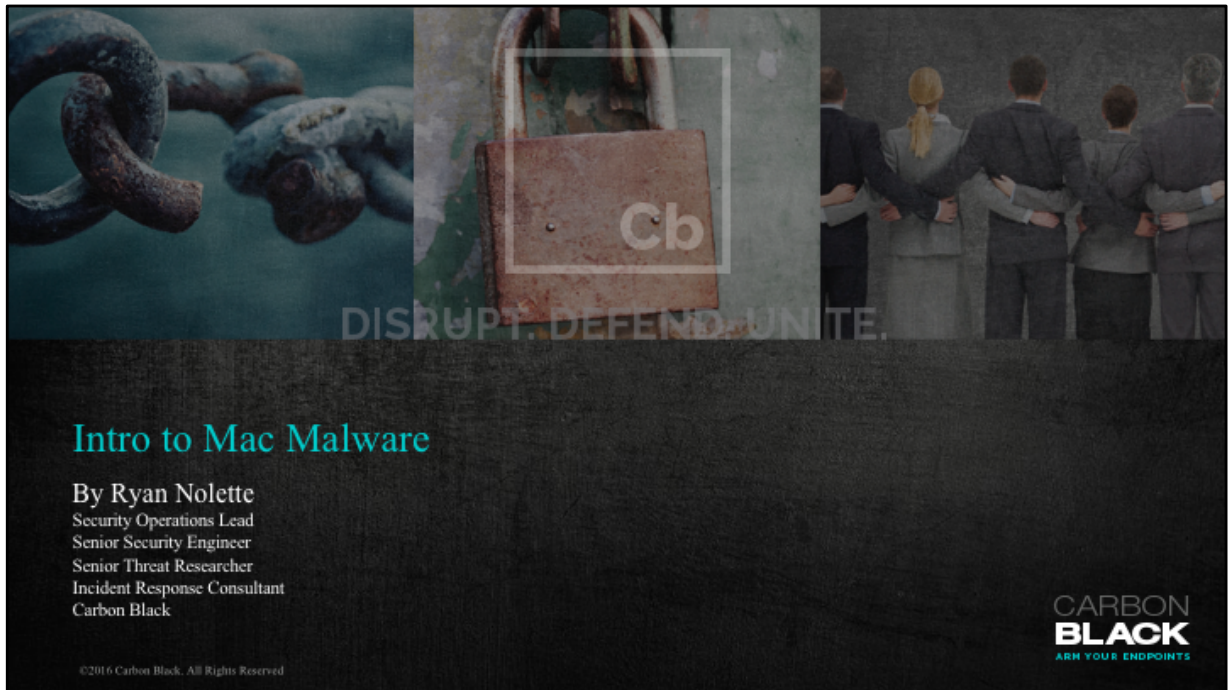 Cb
DISRUPT. DEFEND. UNITE.
Intro to Mac Malware
By Ryan Nolette
Security Operations Lead
Senior Security Engineer
Senior Threat Researcher
Incident Response Consultant
Carbon Black
CARBON
BLACK
ARM YOUR ENDPOINTS
©2016 Carbon Black. All Rights Reserved